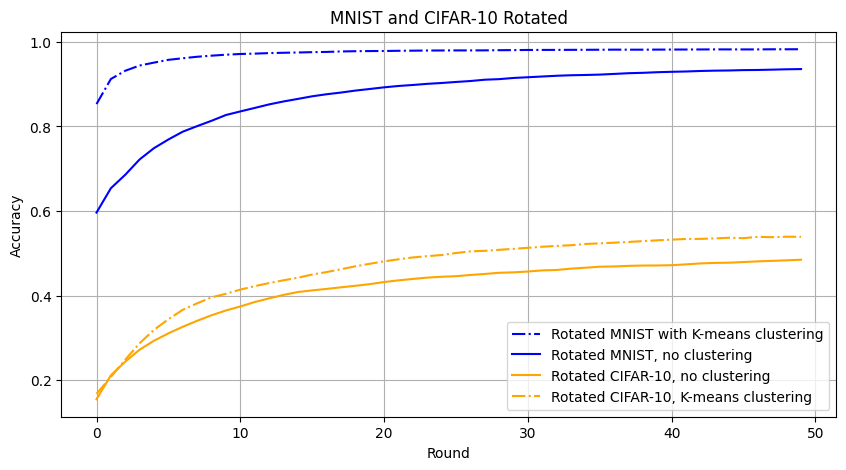 MNIST and CIFAR-10 Rotated
1.0
0.8
0.6
0.4
0.2
Accuracy
0
10
20
30
40
50
Round
Rotated MNIST with K-means clustering
Rotated MNIST, no clustering
Rotated CIFAR-10, no clustering
Rotated CIFAR-10, K-means clustering